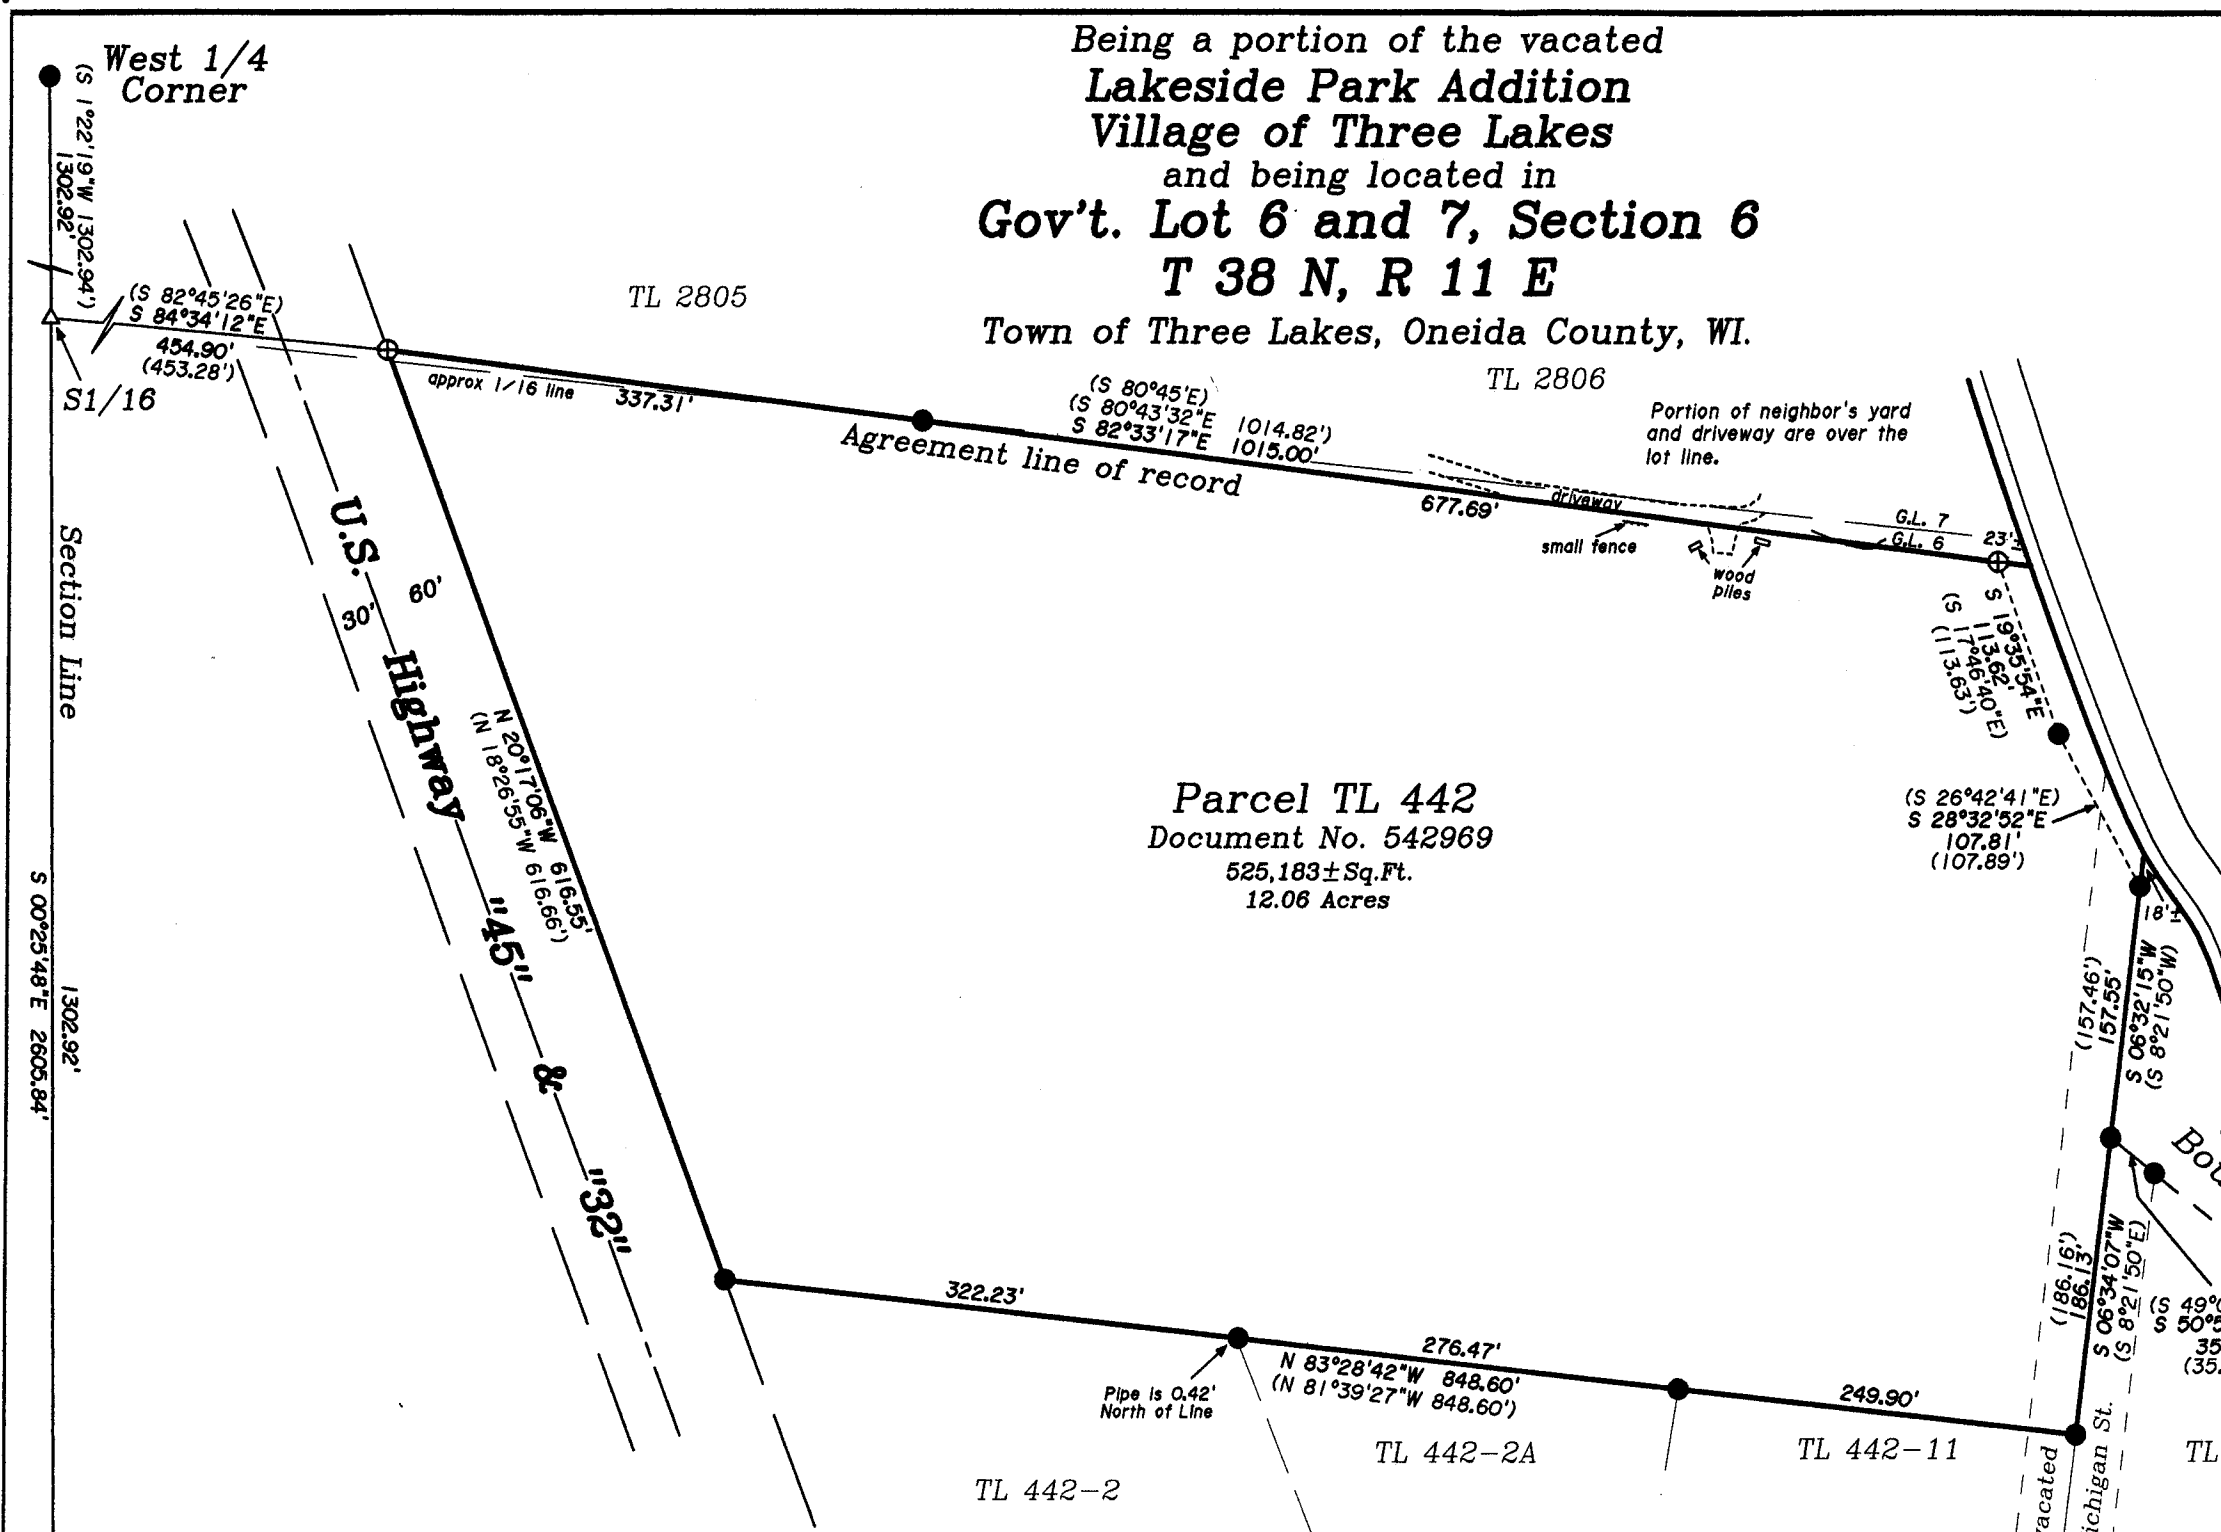 Being a portion of the vacated
Lakeside Park Addition
Village of Three Lakes
and being located in
Gov't. Lot 6 and 7, Section 6
T 38 N, R 11 E
Town of Three Lakes, Oneida County, WI.
West 1/4
Corner
(S 1°22'19"W 1302.94')
1302.92'
(S 82°45'26"E)
S 84°34'12"E
454.90'
(453.28')
S1/16
TL 2805
TL 2806
approx 1/16 line
337.31'
(S 80°45'E)
(S 80°43'32"E 1014.82')
S 82°33'17"E 1015.00'
Agreement line of record
677.69'
Portion of neighbor's yard
and driveway are over the
lot line.
driveway
small fence
wood
piles
G.L. 7
G.L. 6
23'±
S 19°35'54"E
113.62'
(S 17°46'40"E)
(113.63')
Section Line
U.S. Highway "45" & "32"
30'
60'
N 20°17'06"W 616.55'
(N 18°26'55"W 616.66')
Parcel TL 442
Document No. 542969
525,183±Sq.Ft.
12.06 Acres
(S 26°42'41"E)
S 28°32'52"E
107.81'
(107.89')
18'±
(157.46')
157.55'
S 06°32'15"W
(S 8°21'50"W)
1302.92'
S 00°25'48"E 2605.84'
(186.16')
186.13'
S 06°34'07"W
(S 8°21'50"E)
(S 49°
S 50°5
35
(35.
322.23'
276.47'
N 83°28'42"W 848.60'
(N 81°39'27"W 848.60')
249.90'
Pipe is 0.42'
North of Line
TL 442-2
TL 442-2A
TL 442-11
TL
vacated
ichigan St.